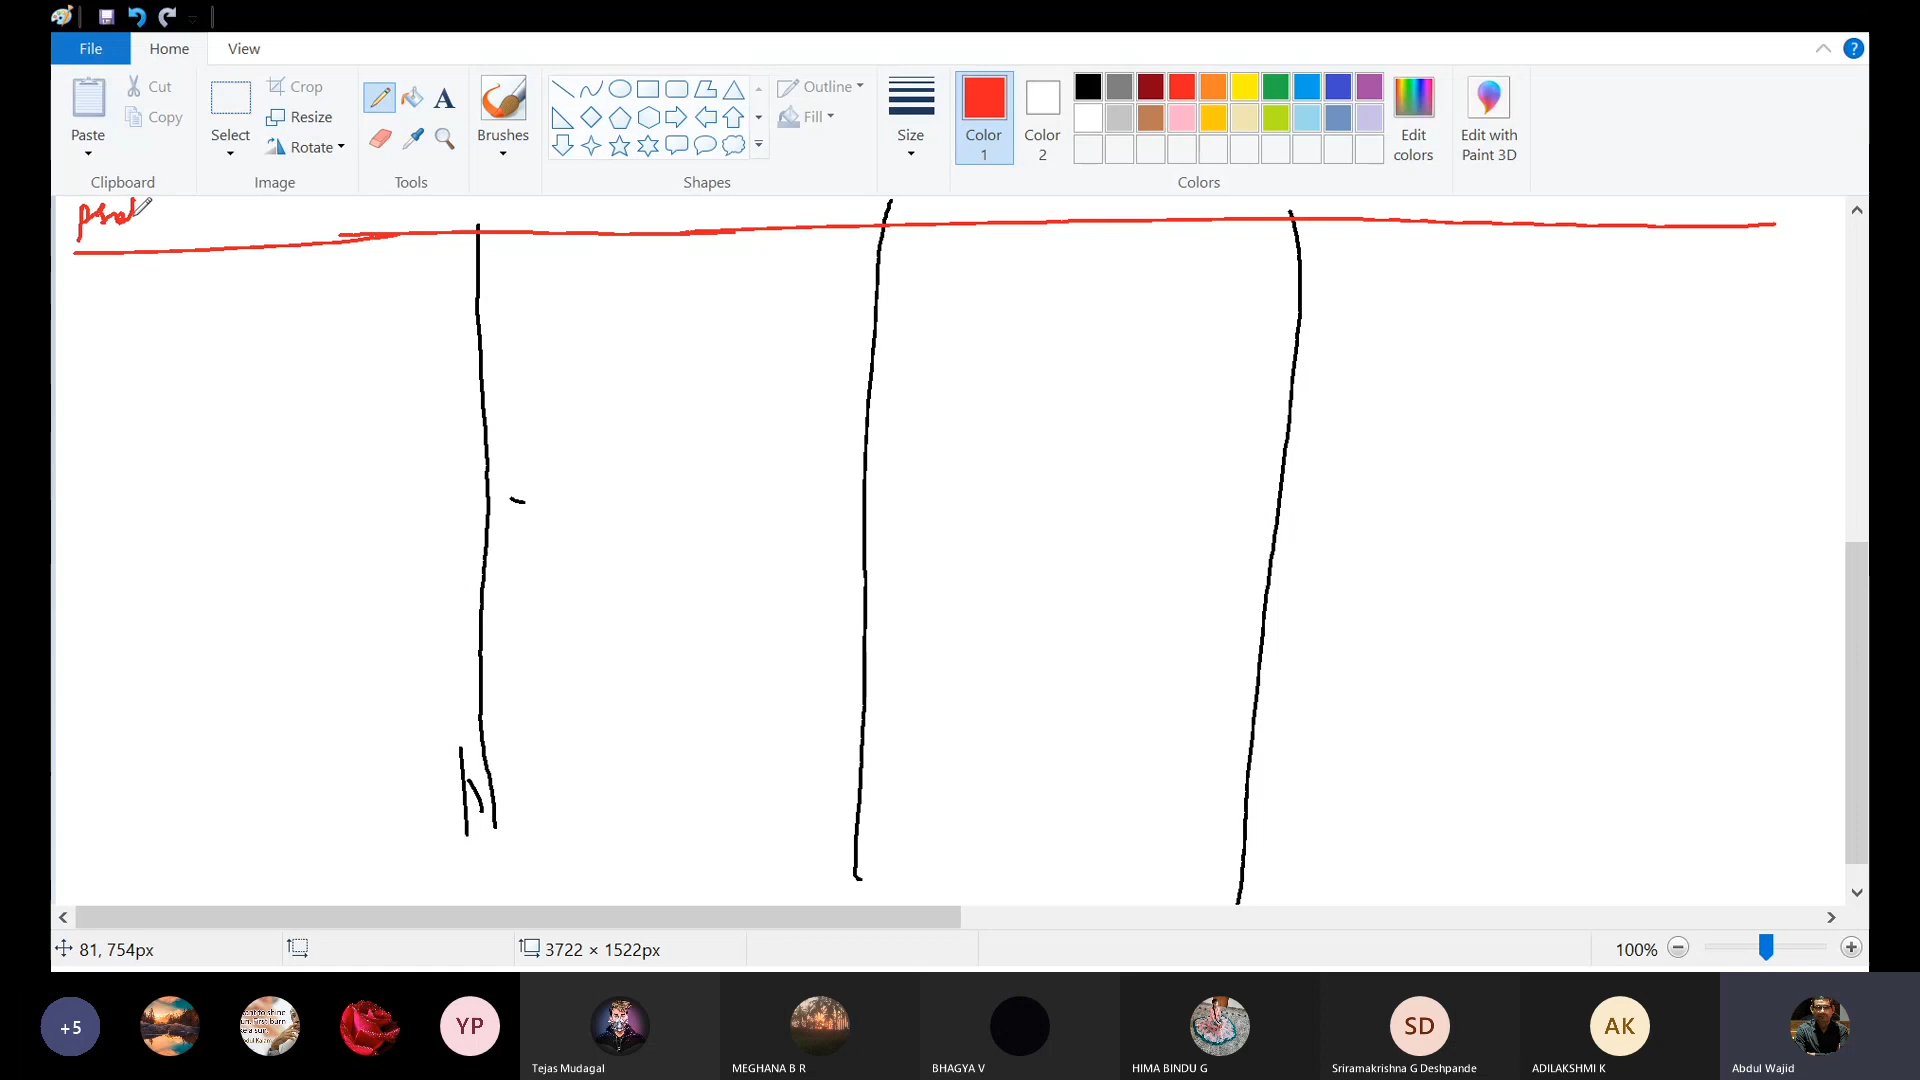 File Home View
Paste
Cut
Copy
Clipboard
Select
Crop
Resize
Rotate
Image
A
Tools
Brushes
Shapes
Outline
Fill
Size
Color 1
Color 2
Edit colors
Edit with Paint 3D
Colors
?
81, 754px
3722 × 1522px
100%
+5
YP
Tejas Mudagal
MEGHANA B R
BHAGYA V
HIMA BINDU G
SD
Sriramakrishna G Deshpande
AK
ADILAKSHMI K
Abdul Wajid